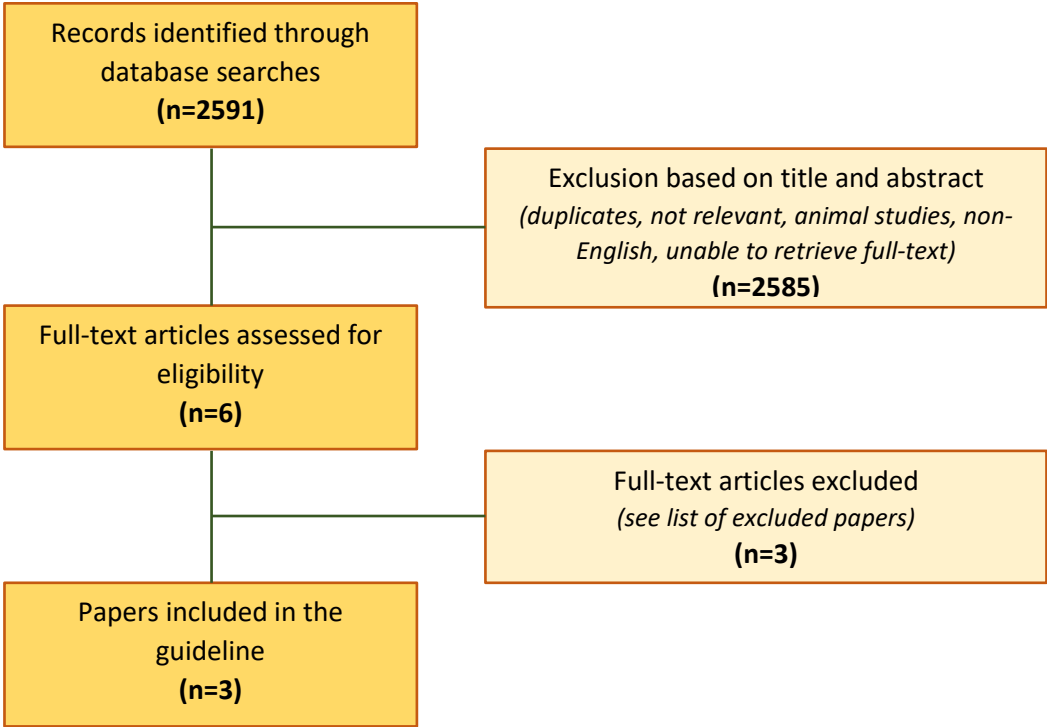 Records identified through
database searches
(n=2591)
Exclusion based on title and abstract
(duplicates, not relevant, animal studies, non-
English, unable to retrieve full-text)
(n=2585)
Full-text articles assessed for
eligibility
(n=6)
Full-text articles excluded
(see list of excluded papers)
(n=3)
Papers included in the
guideline
(n=3)